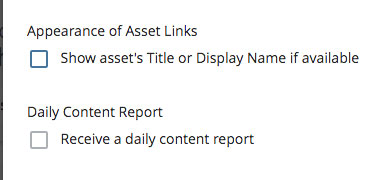 Appearance of Asset Links
Show asset's Title or Display Name if available
Daily Content Report
Receive a daily content report